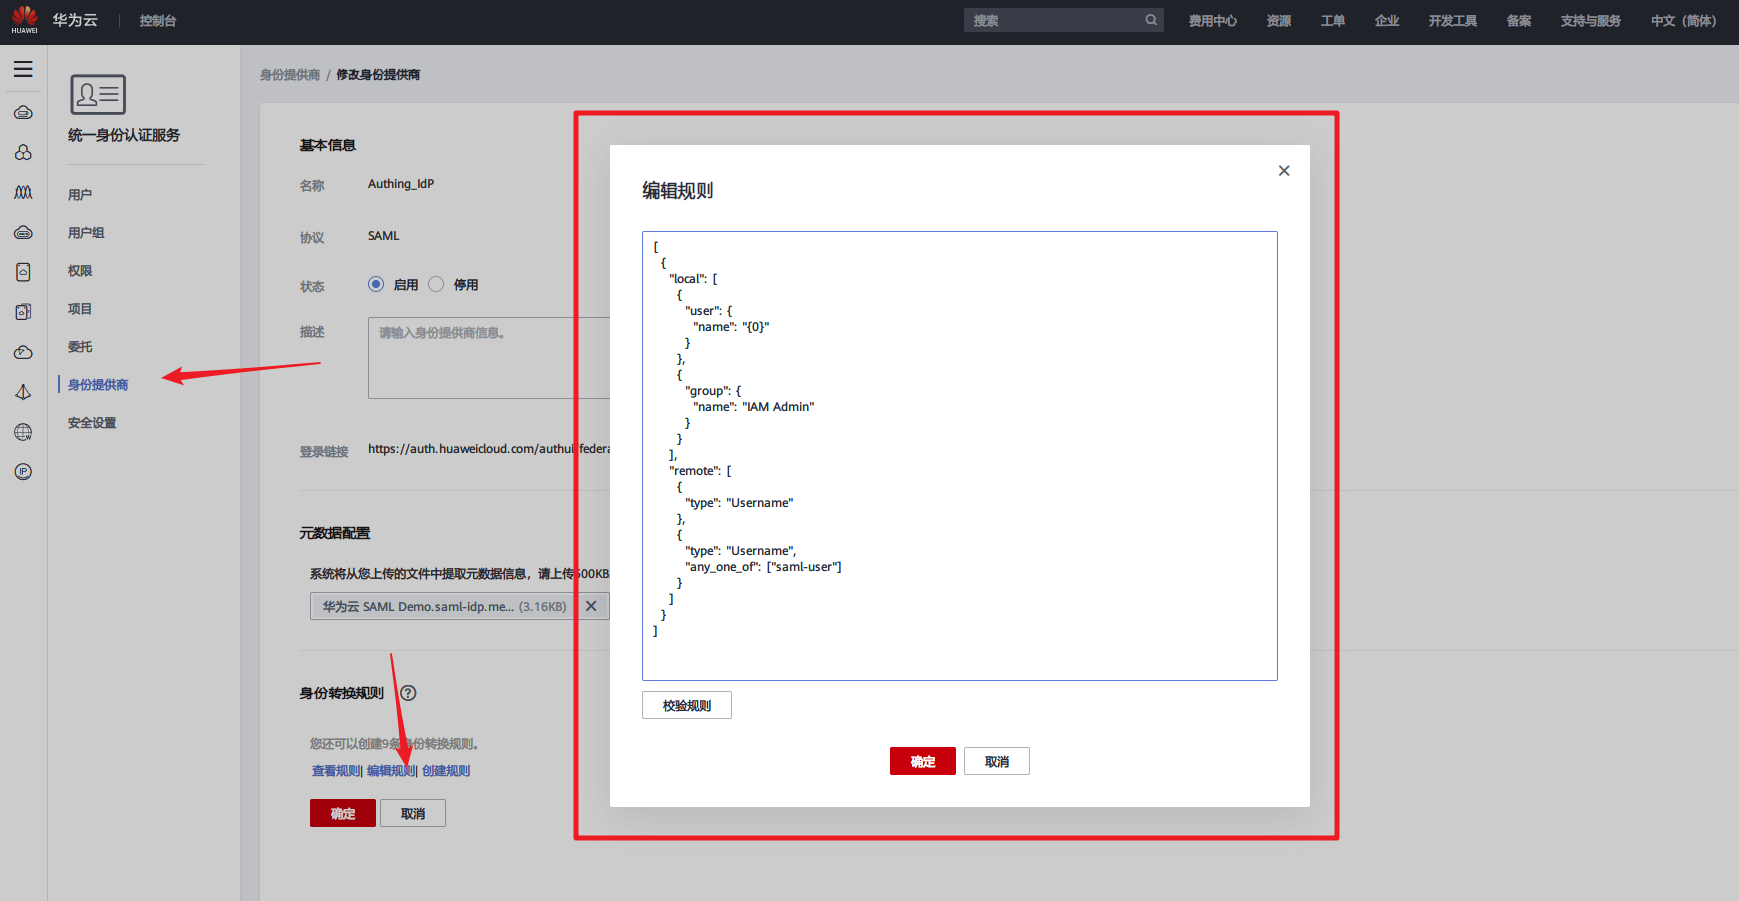 HUAWEI
华为云
控制台
搜索
费用中心
资源
工单
企业
开发工具
备案
支持与服务
中文（简体）
统一身份认证服务
用户
用户组
权限
项目
委托
身份提供商
安全设置
W
IP
身份提供商 / 修改身份提供商
基本信息
名称 Authing_IdP
协议 SAML
状态 启用 停用
描述 请输入身份提供商信息。
登录链接 https://auth.huaweicloud.com/authui/federa
元数据配置
系统将从您上传的文件中提取元数据信息，请上传500KB
华为云 SAML Demo.saml-idp.me... (3.16KB)
身份转换规则 ?
您还可以创建9条身份转换规则。
查看规则| 编辑规则| 创建规则
确定 取消
编辑规则
[
{
"local": [
{
"user": {
"name": "{0}"
}
},
{
"group": {
"name": "IAM Admin"
}
}
],
"remote": [
{
"type": "Username"
},
{
"type": "Username",
"any_one_of": ["saml-user"]
}
]
}
]
校验规则
确定 取消